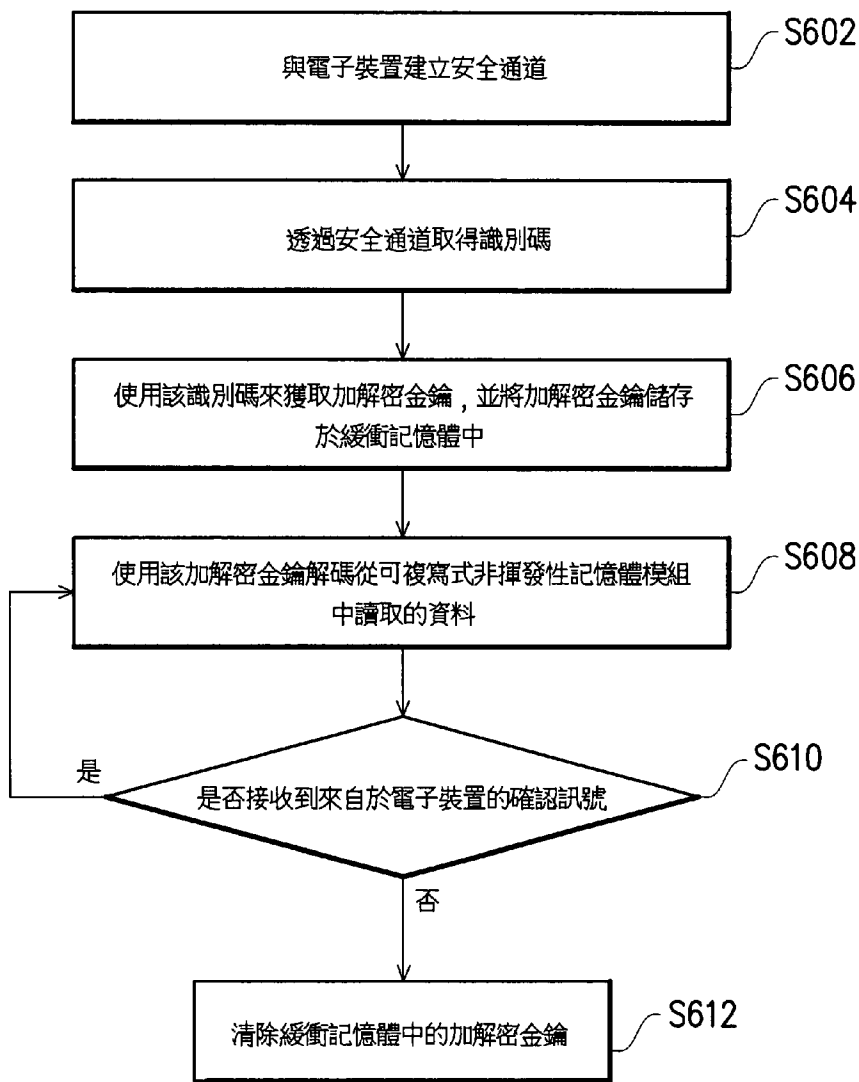 與電子裝置建立安全通道
S602
透過安全通道取得識別碼
S604
使用該識別碼來獲取加解密金鑰，並將加解密金鑰儲存
於緩衝記憶體中
S606
使用該加解密金鑰解碼從可複寫式非揮發性記憶體模組
中讀取的資料
S608
是否接收到來自於電子裝置的確認訊號
S610
是
否
清除緩衝記憶體中的加解密金鑰
S612